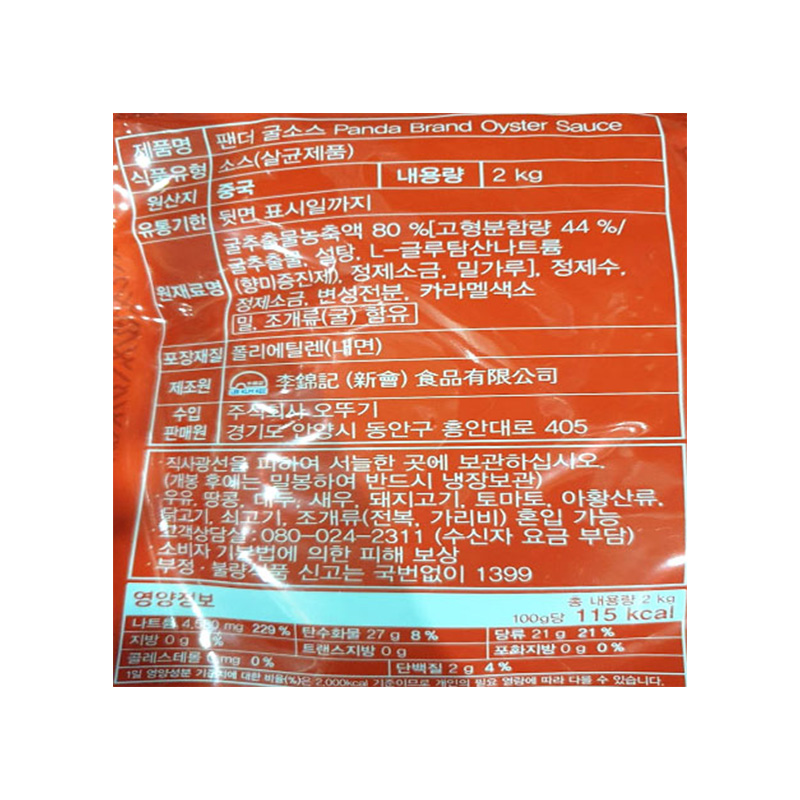 제품명 팬더 굴소스 Panda Brand Oyster Sauce
식품유형 소스(살균제품)
원산지 중국 내용량 2 kg
유통기한 뒷면 표시일까지
원재료명 굴추출물농축액 80 %[고형분함량 44 %/
굴추출물, 설탕, L-글루탐산나트륨
(향미증진제), 정제소금, 밀가루], 정제수,
정제소금, 변성전분, 카라멜색소
밀, 조개류(굴) 함유
포장재질 폴리에틸렌(내면)
제조원 李錦記 (新會) 食品有限公司
수입 판매원 주식회사 오뚜기
경기도 안양시 동안구 흥안대로 405
·직사광선을 피하여 서늘한 곳에 보관하십시오.
(개봉 후에는 밀봉하여 반드시 냉장보관)
·우유, 땅콩, 대두, 새우, 돼지고기, 토마토, 아황산류,
닭고기, 쇠고기, 조개류(전복, 가리비) 혼입 가능
·고객상담실 : 080-024-2311 (수신자 요금 부담)
·소비자 기본법에 의한 피해 보상
·부정·불량식품 신고는 국번없이 1399
영양정보 총 내용량 2 kg
100g당 115 kcal
나트륨 mg 229 % 탄수화물 27 g 8 % 당류 21 g 21 %
지방 0 g % 트랜스지방 0 g 포화지방 0 g 0 %
콜레스테롤 mg 0 % 단백질 2 g 4 %
1일 영양성분 기준치에 대한 비율(%)은 2,000kcal 기준이므로 개인의 필요 열량에 따라 다를 수 있습니다.